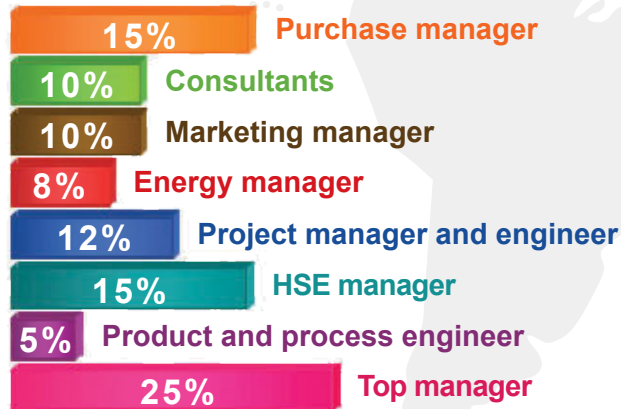 15% Purchase manager
10% Consultants
10% Marketing manager
8% Energy manager
12% Project manager and engineer
15% HSE manager
5% Product and process engineer
25% Top manager